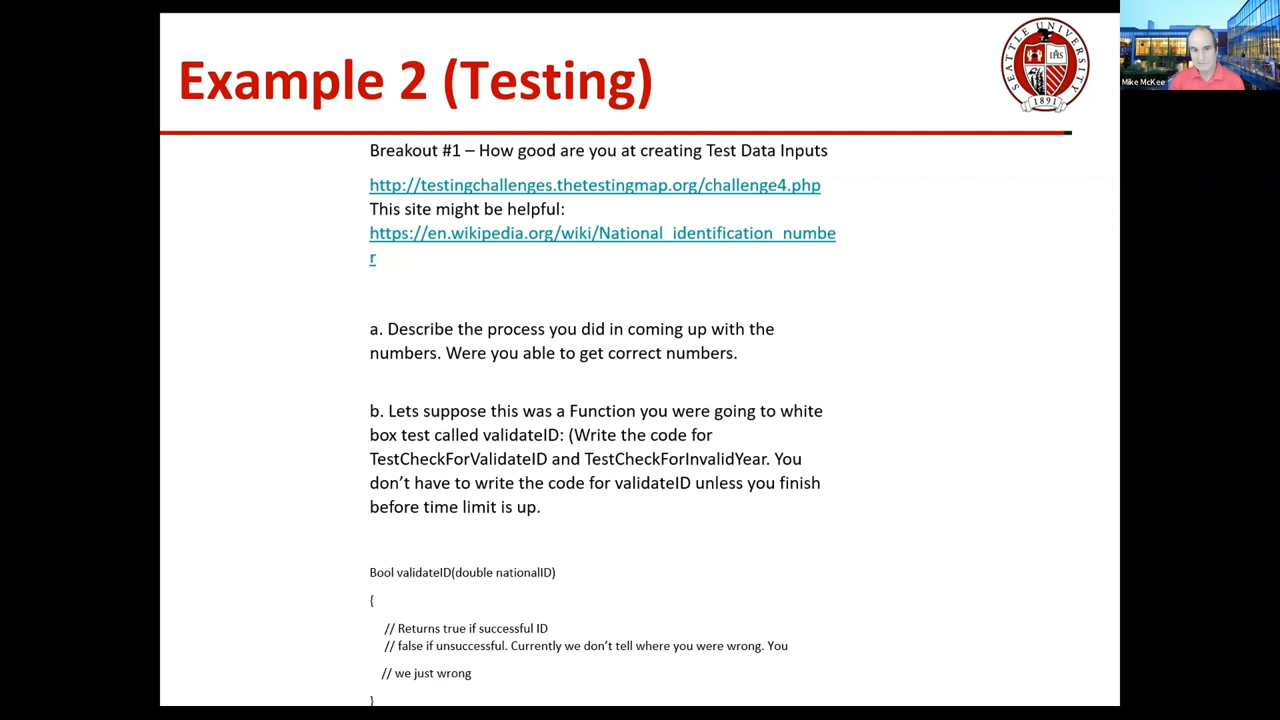 Example 2 (Testing)
SEATTLE UNIVERSITY
1891
Mike McKee
Breakout #1 – How good are you at creating Test Data Inputs
http://testingchallenges.thetestingmap.org/challenge4.php
This site might be helpful:
https://en.wikipedia.org/wiki/National_identification_numbe
r
a. Describe the process you did in coming up with the
numbers. Were you able to get correct numbers.
b. Lets suppose this was a Function you were going to white
box test called validateID: (Write the code for
TestCheckForValidateID and TestCheckForInvalidYear. You
don’t have to write the code for validateID unless you finish
before time limit is up.
Bool validateID(double nationalID)
{
// Returns true if successful ID
// false if unsuccessful. Currently we don’t tell where you were wrong. You
// we just wrong
}